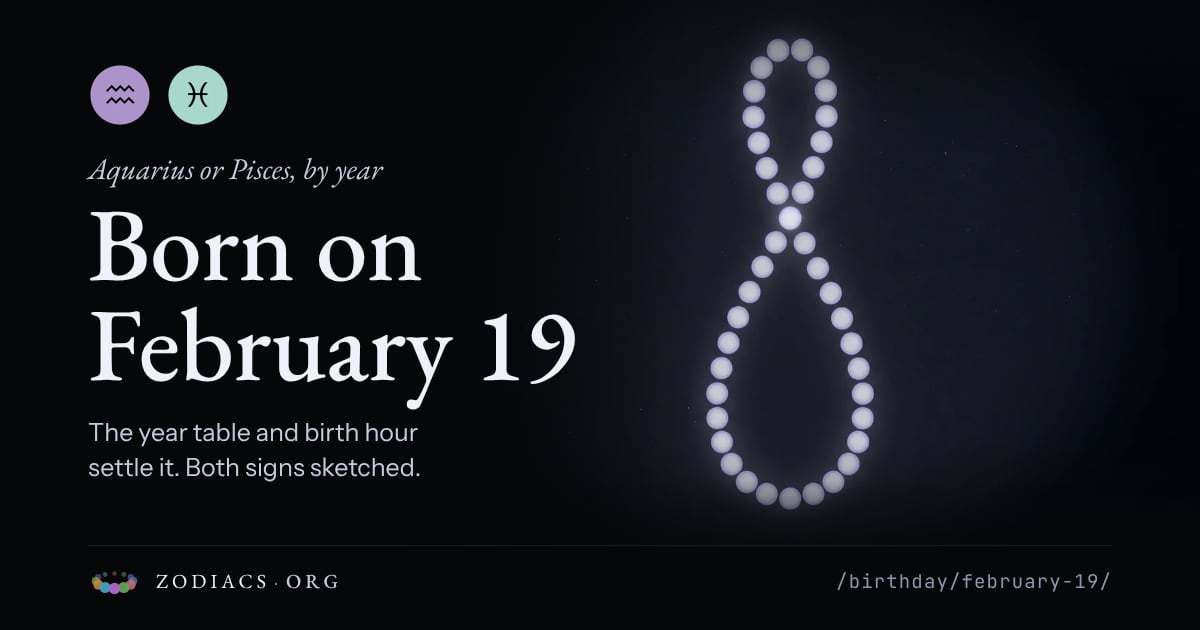 Aquarius or Pisces, by year
Born on
February 19
The year table and birth hour
settle it. Both signs sketched.
ZODIACS·ORG
/birthday/february-19/